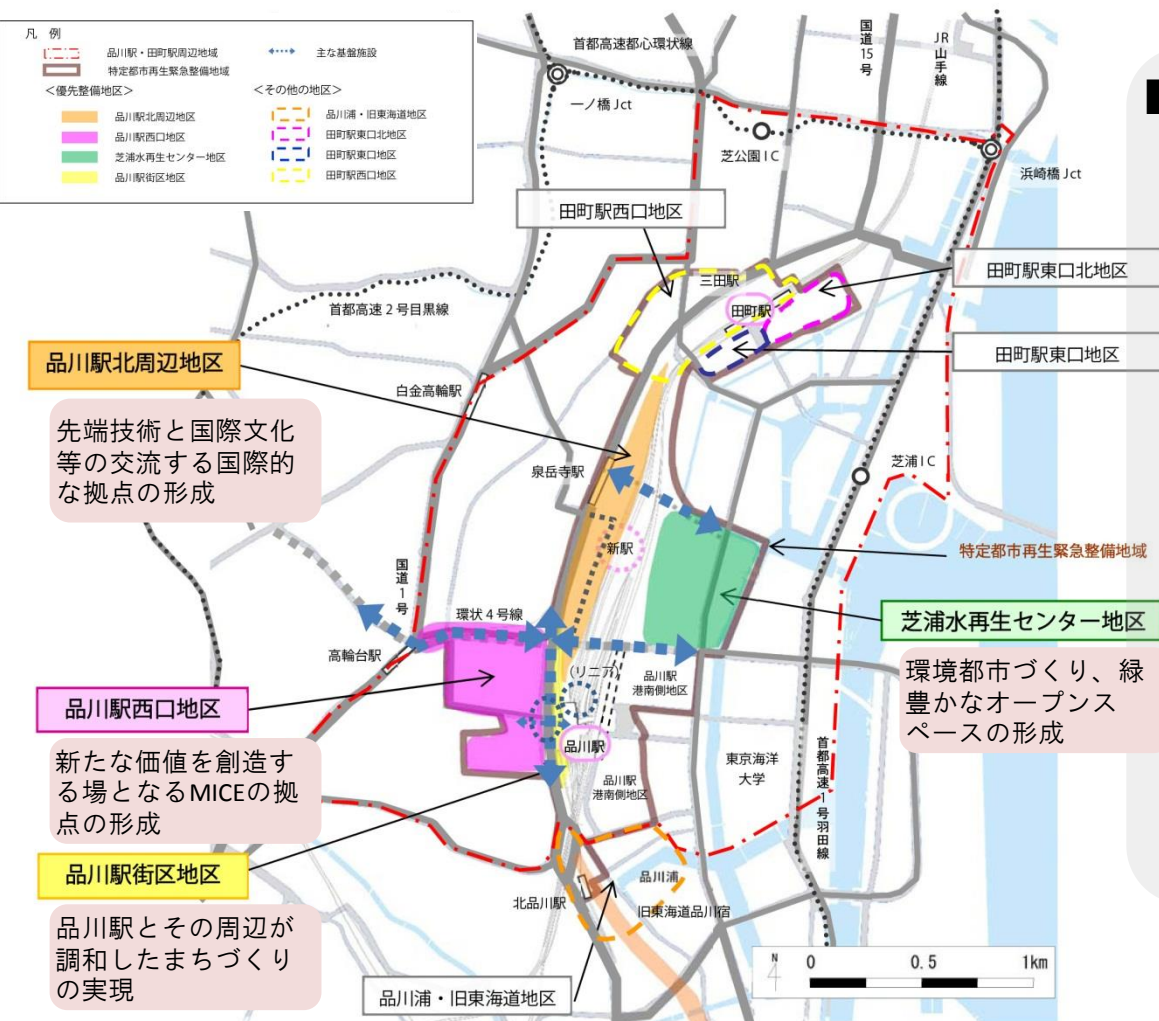 凡 例
品川駅・田町駅周辺地域
主な基盤施設
特定都市再生緊急整備地域
＜優先整備地区＞
＜その他の地区＞
品川駅北周辺地区
品川浦・旧東海道地区
品川駅西口地区
田町駅東口北地区
芝浦水再生センター地区
田町駅東口地区
品川駅街区地区
田町駅西口地区
首都高速都心環状線
国道15号
JR山手線
一ノ橋 Jct
芝公園 I C
浜崎橋 Jct
田町駅西口地区
三田駅
田町駅東口北地区
田町駅
首都高速2号目黒線
田町駅東口地区
品川駅北周辺地区
白金高輪駅
先端技術と国際文化
等の交流する国際的
な拠点の形成
泉岳寺駅
芝浦 I C
新駅
特定都市再生緊急整備地域
国道1号
環状4号線
芝浦水再生センター地区
高輪台駅
(リニア)
品川駅
港南側地区
環境都市づくり、緑
豊かなオープンス
ペースの形成
品川駅西口地区
品川駅
東京海洋
大学
首都高速1号羽田線
新たな価値を創造す
る場となるMICEの拠
点の形成
品川駅
港南側地区
品川駅街区地区
品川浦
北品川駅
旧東海道品川宿
品川駅とその周辺が
調和したまちづくり
の実現
品川浦・旧東海道地区
N
0 0.5 1km